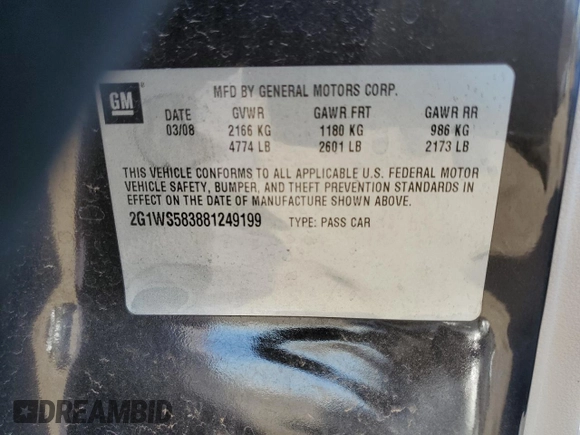 GM
MFD BY GENERAL MOTORS CORP.
DATE GVWR GAWR FRT GAWR RR
03/08 2166 KG 1180 KG 986 KG
4774 LB 2601 LB 2173 LB
THIS VEHICLE CONFORMS TO ALL APPLICABLE U.S. FEDERAL MOTOR
VEHICLE SAFETY, BUMPER, AND THEFT PREVENTION STANDARDS IN
EFFECT ON THE DATE OF MANUFACTURE SHOWN ABOVE.
2G1WS583881249199 TYPE: PASS CAR
DREAMBID